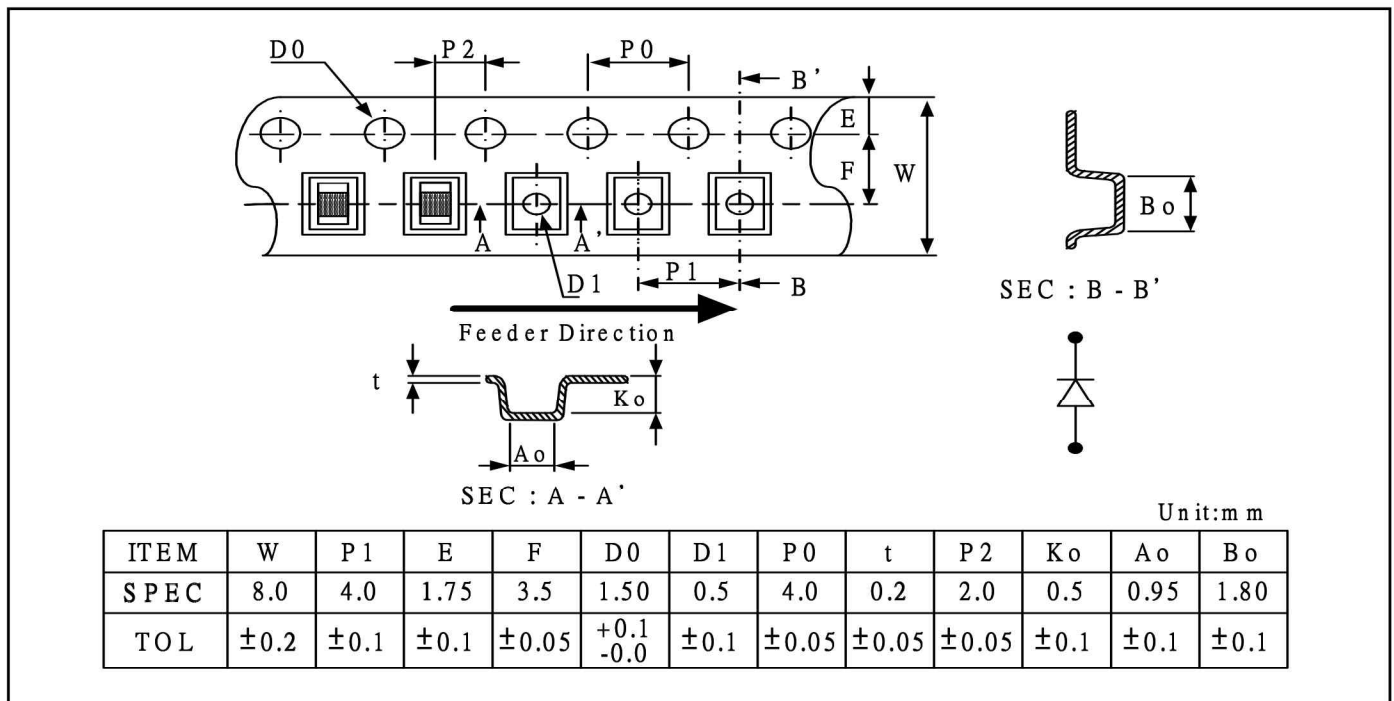 D0
P2
P0
B’
E
F
W
Bo
A
A’
D1
P1
B
SEC : B - B’
Feeder Direction
t
Ko
Ao
SEC : A - A’
Unit:mm
ITEM W P1 E F D0 D1 P0 t P2 Ko Ao Bo
SPEC 8.0 4.0 1.75 3.5 1.50 0.5 4.0 0.2 2.0 0.5 0.95 1.80
TOL ±0.2 ±0.1 ±0.1 ±0.05 +0.1 -0.0 ±0.1 ±0.05 ±0.05 ±0.05 ±0.1 ±0.1 ±0.1